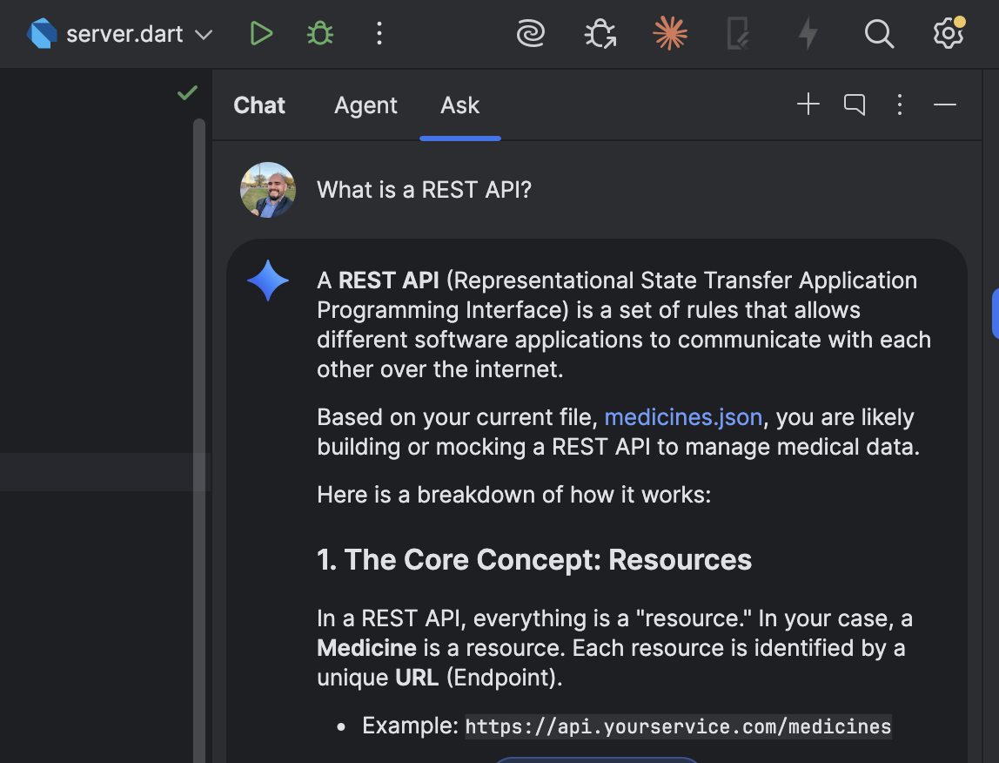 server.dart
Chat Agent Ask
What is a REST API?
A REST API (Representational State Transfer Application
Programming Interface) is a set of rules that allows
different software applications to communicate with each
other over the internet.
Based on your current file, medicines.json, you are likely
building or mocking a REST API to manage medical data.
Here is a breakdown of how it works:
1. The Core Concept: Resources
In a REST API, everything is a "resource." In your case, a
Medicine is a resource. Each resource is identified by a
unique URL (Endpoint).
• Example: https://api.yourservice.com/medicines